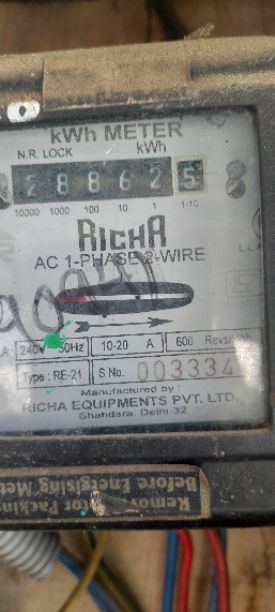 kWh METER
N.R. LOCK kWh
2 8 8 6 2 5
10000 1000 100 10 1 1-10
RICHA
AC 1-PHASE 2-WIRE
240V 50Hz 10-20 A 600 Revs/
Type : RE-21 S No. 003334
Manufactured by :
RICHA EQUIPMENTS PVT. LTD.
Shahdara, Delhi-32
Packing
Before Energising